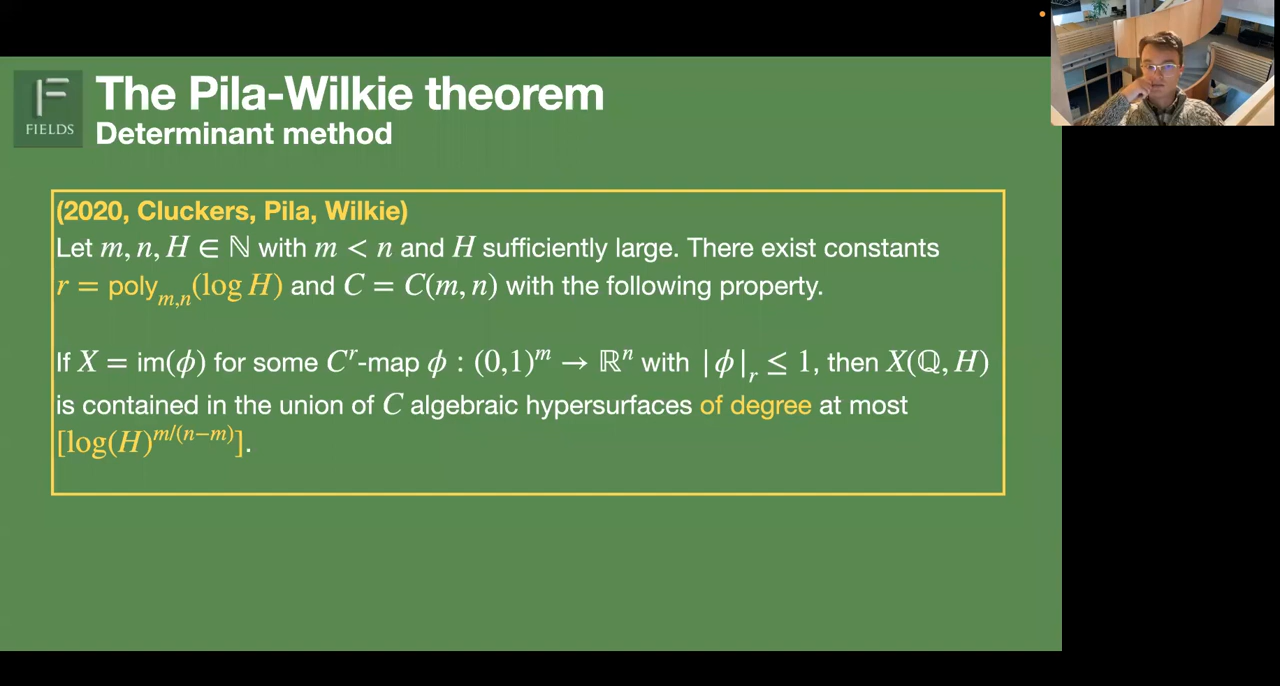 The Pila-Wilkie theorem
FIELDS
Determinant method
(2020, Cluckers, Pila, Wilkie)
Let m, n, H ∈ ℕ with m < n and H sufficiently large. There exist constants
r = poly_{m,n}(log H) and C = C(m, n) with the following property.
If X = im(ϕ) for some C^r-map ϕ : (0,1)^m → ℝ^n with |ϕ|_r ≤ 1, then X(ℚ, H)
is contained in the union of C algebraic hypersurfaces of degree at most
[log(H)^{m/(n−m)}].